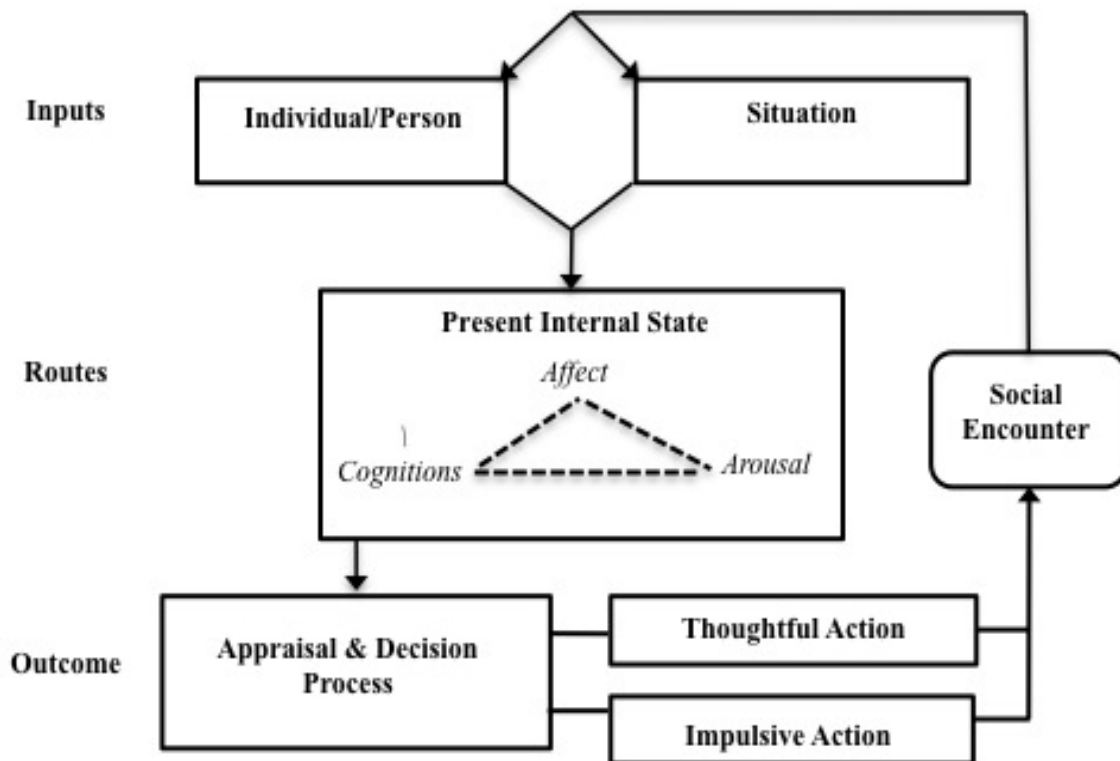 Inputs
Individual/Person
Situation
Routes
Present Internal State
Affect
Cognitions
Arousal
Social
Encounter
Outcome
Appraisal & Decision
Process
Thoughtful Action
Impulsive Action